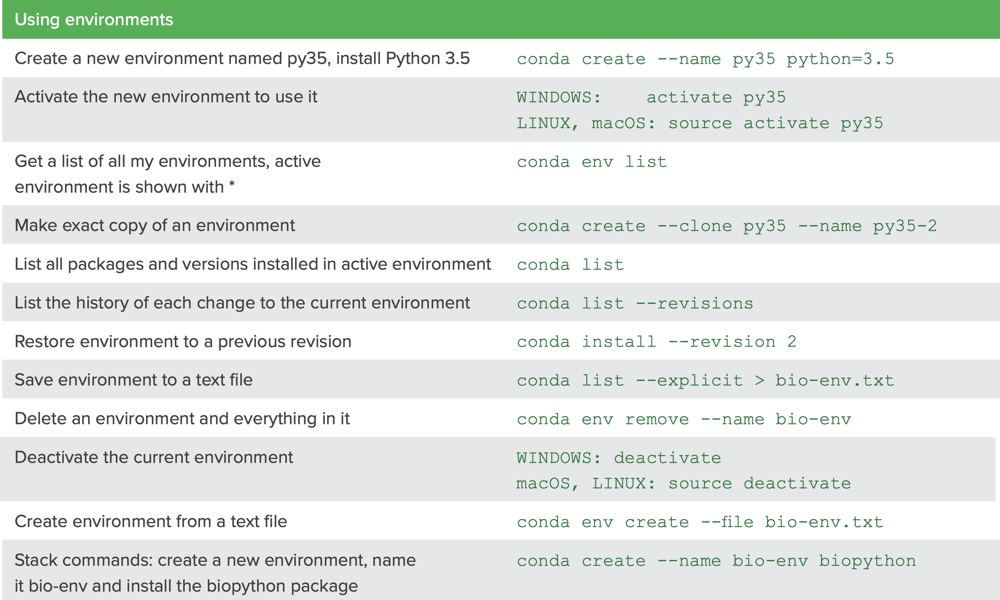 Using environments
Create a new environment named py35, install Python 3.5 conda create --name py35 python=3.5
Activate the new environment to use it WINDOWS: activate py35
LINUX, macOS: source activate py35
Get a list of all my environments, active conda env list
environment is shown with *
Make exact copy of an environment conda create --clone py35 --name py35-2
List all packages and versions installed in active environment conda list
List the history of each change to the current environment conda list --revisions
Restore environment to a previous revision conda install --revision 2
Save environment to a text file conda list --explicit > bio-env.txt
Delete an environment and everything in it conda env remove --name bio-env
Deactivate the current environment WINDOWS: deactivate
macOS, LINUX: source deactivate
Create environment from a text file conda env create --file bio-env.txt
Stack commands: create a new environment, name conda create --name bio-env biopython
it bio-env and install the biopython package